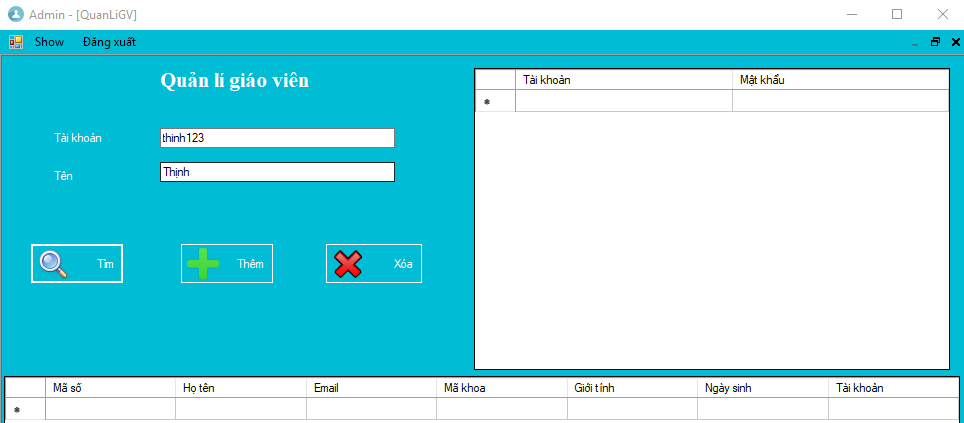 Admin - [QuanLiGV]
Show Đăng xuất
Quản lí giáo viên
Tài khoản thinh123
Tên Thịnh
Tìm Thêm Xóa
Tài khoản Mật khẩu
Mã số Họ tên Email Mã khoa Giới tính Ngày sinh Tài khoản